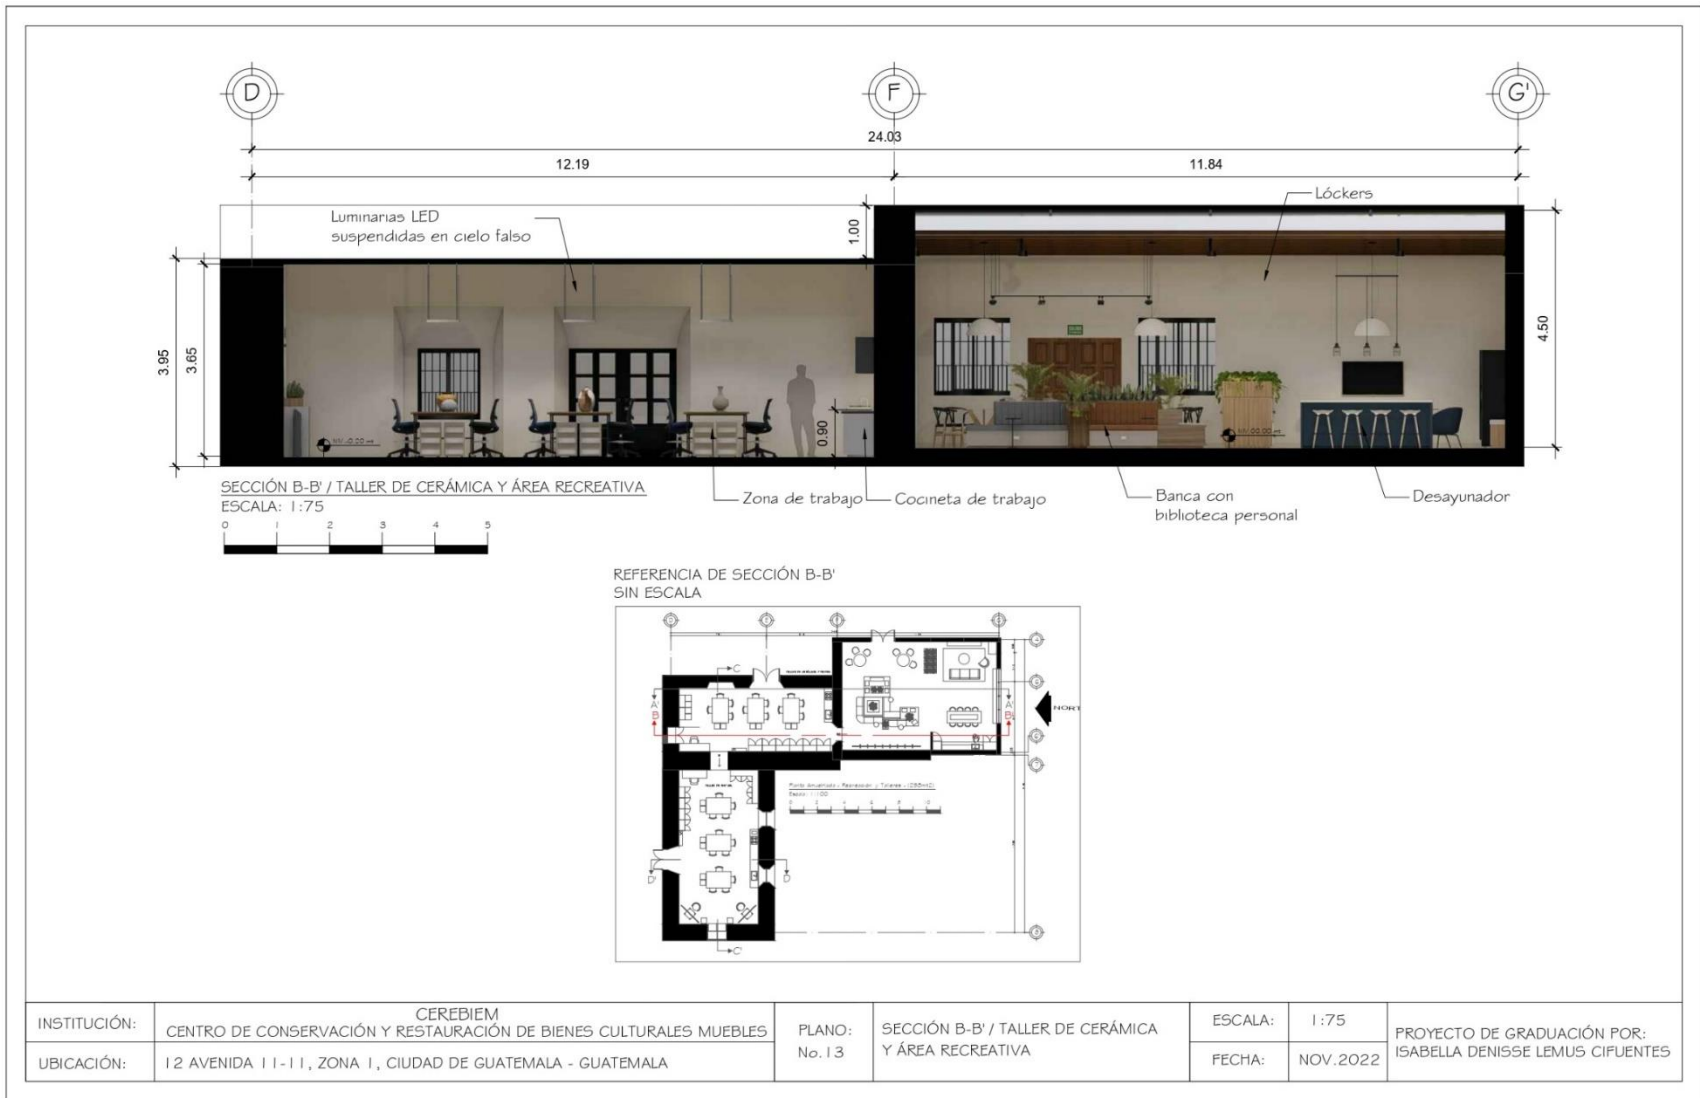 D
F
G'
24.03
12.19
11.84
Luminarias LED
suspendidas en cielo falso
1.00
Lóckers
3.95
3.65
0.90
4.50
SECCIÓN B-B' / TALLER DE CERÁMICA Y ÁREA RECREATIVA
ESCALA: 1:75
0 1 2 3 4 5
Zona de trabajo
Cocineta de trabajo
Banca con
biblioteca personal
Desayunador
REFERENCIA DE SECCIÓN B-B'
SIN ESCALA
C
A'
B
A'
B'
NORT
D'
D
C'
INSTITUCIÓN:
CEREBIEM
CENTRO DE CONSERVACIÓN Y RESTAURACIÓN DE BIENES CULTURALES MUEBLES
UBICACIÓN:
12 AVENIDA 11-11, ZONA 1, CIUDAD DE GUATEMALA - GUATEMALA
PLANO:
No.13
SECCIÓN B-B' / TALLER DE CERÁMICA
Y ÁREA RECREATIVA
ESCALA:
1:75
FECHA:
NOV.2022
PROYECTO DE GRADUACIÓN POR:
ISABELLA DENISSE LEMUS CIFUENTES